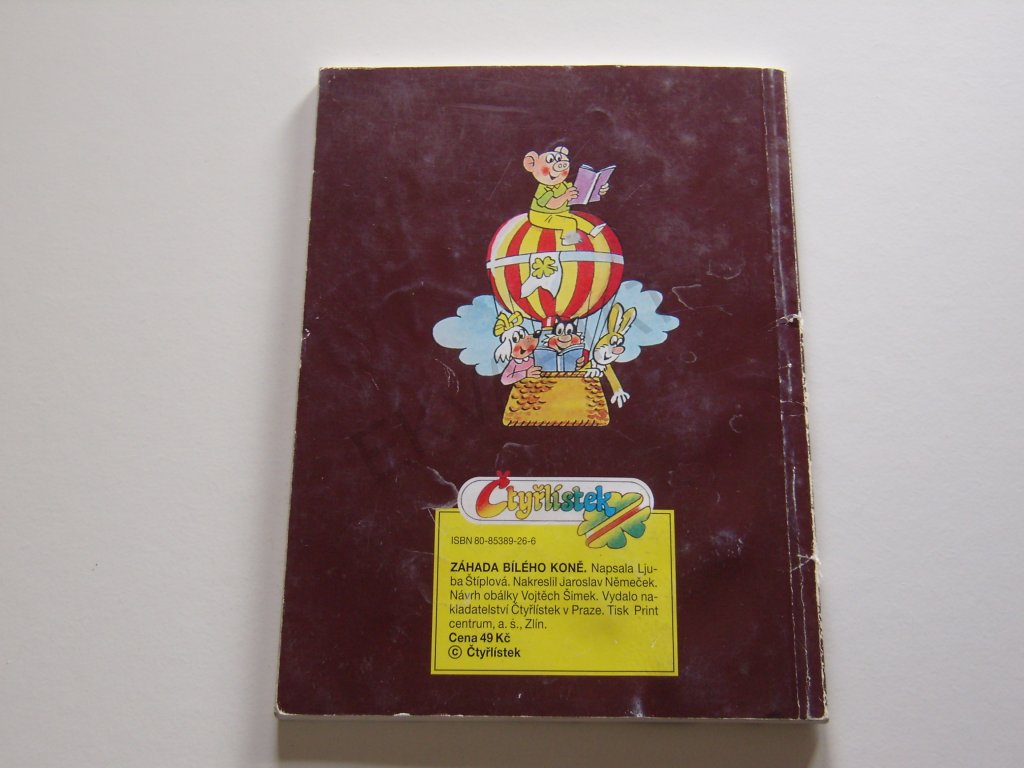 Čtyřlístek
ISBN 80-85389-26-6
ZÁHADA BÍLÉHO KONĚ. Napsala Lju-
ba Štíplová. Nakreslil Jaroslav Němeček.
Návrh obálky Vojtěch Šimek. Vydalo na-
kladatelství Čtyřlístek v Praze. Tisk Print
centrum, a. s., Zlín.
Cena 49 Kč
© Čtyřlístek